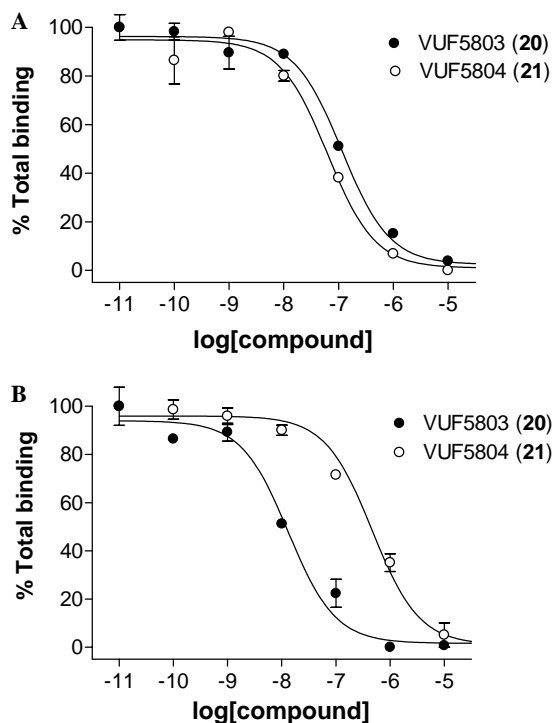 A
100
80
60
40
20
0
% Total binding
VUF5803 (20)
VUF5804 (21)
-11 -10 -9 -8 -7 -6 -5
log[compound]
B
100
80
60
40
20
0
% Total binding
VUF5803 (20)
VUF5804 (21)
-11 -10 -9 -8 -7 -6 -5
log[compound]